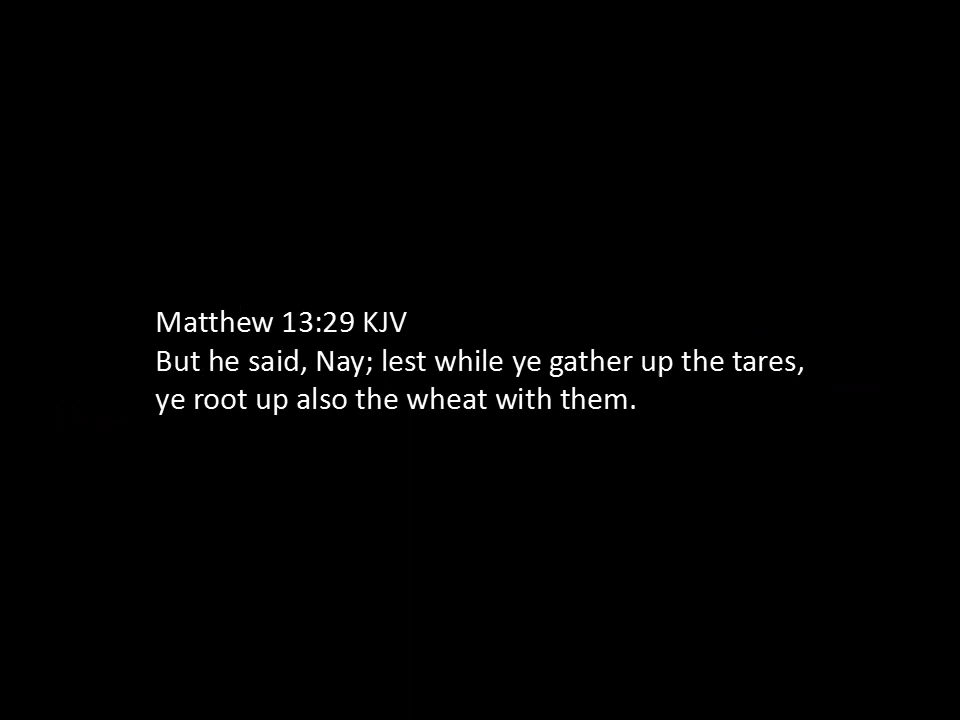 Matthew 13:29 KJV
But he said, Nay; lest while ye gather up the tares,
ye root up also the wheat with them.